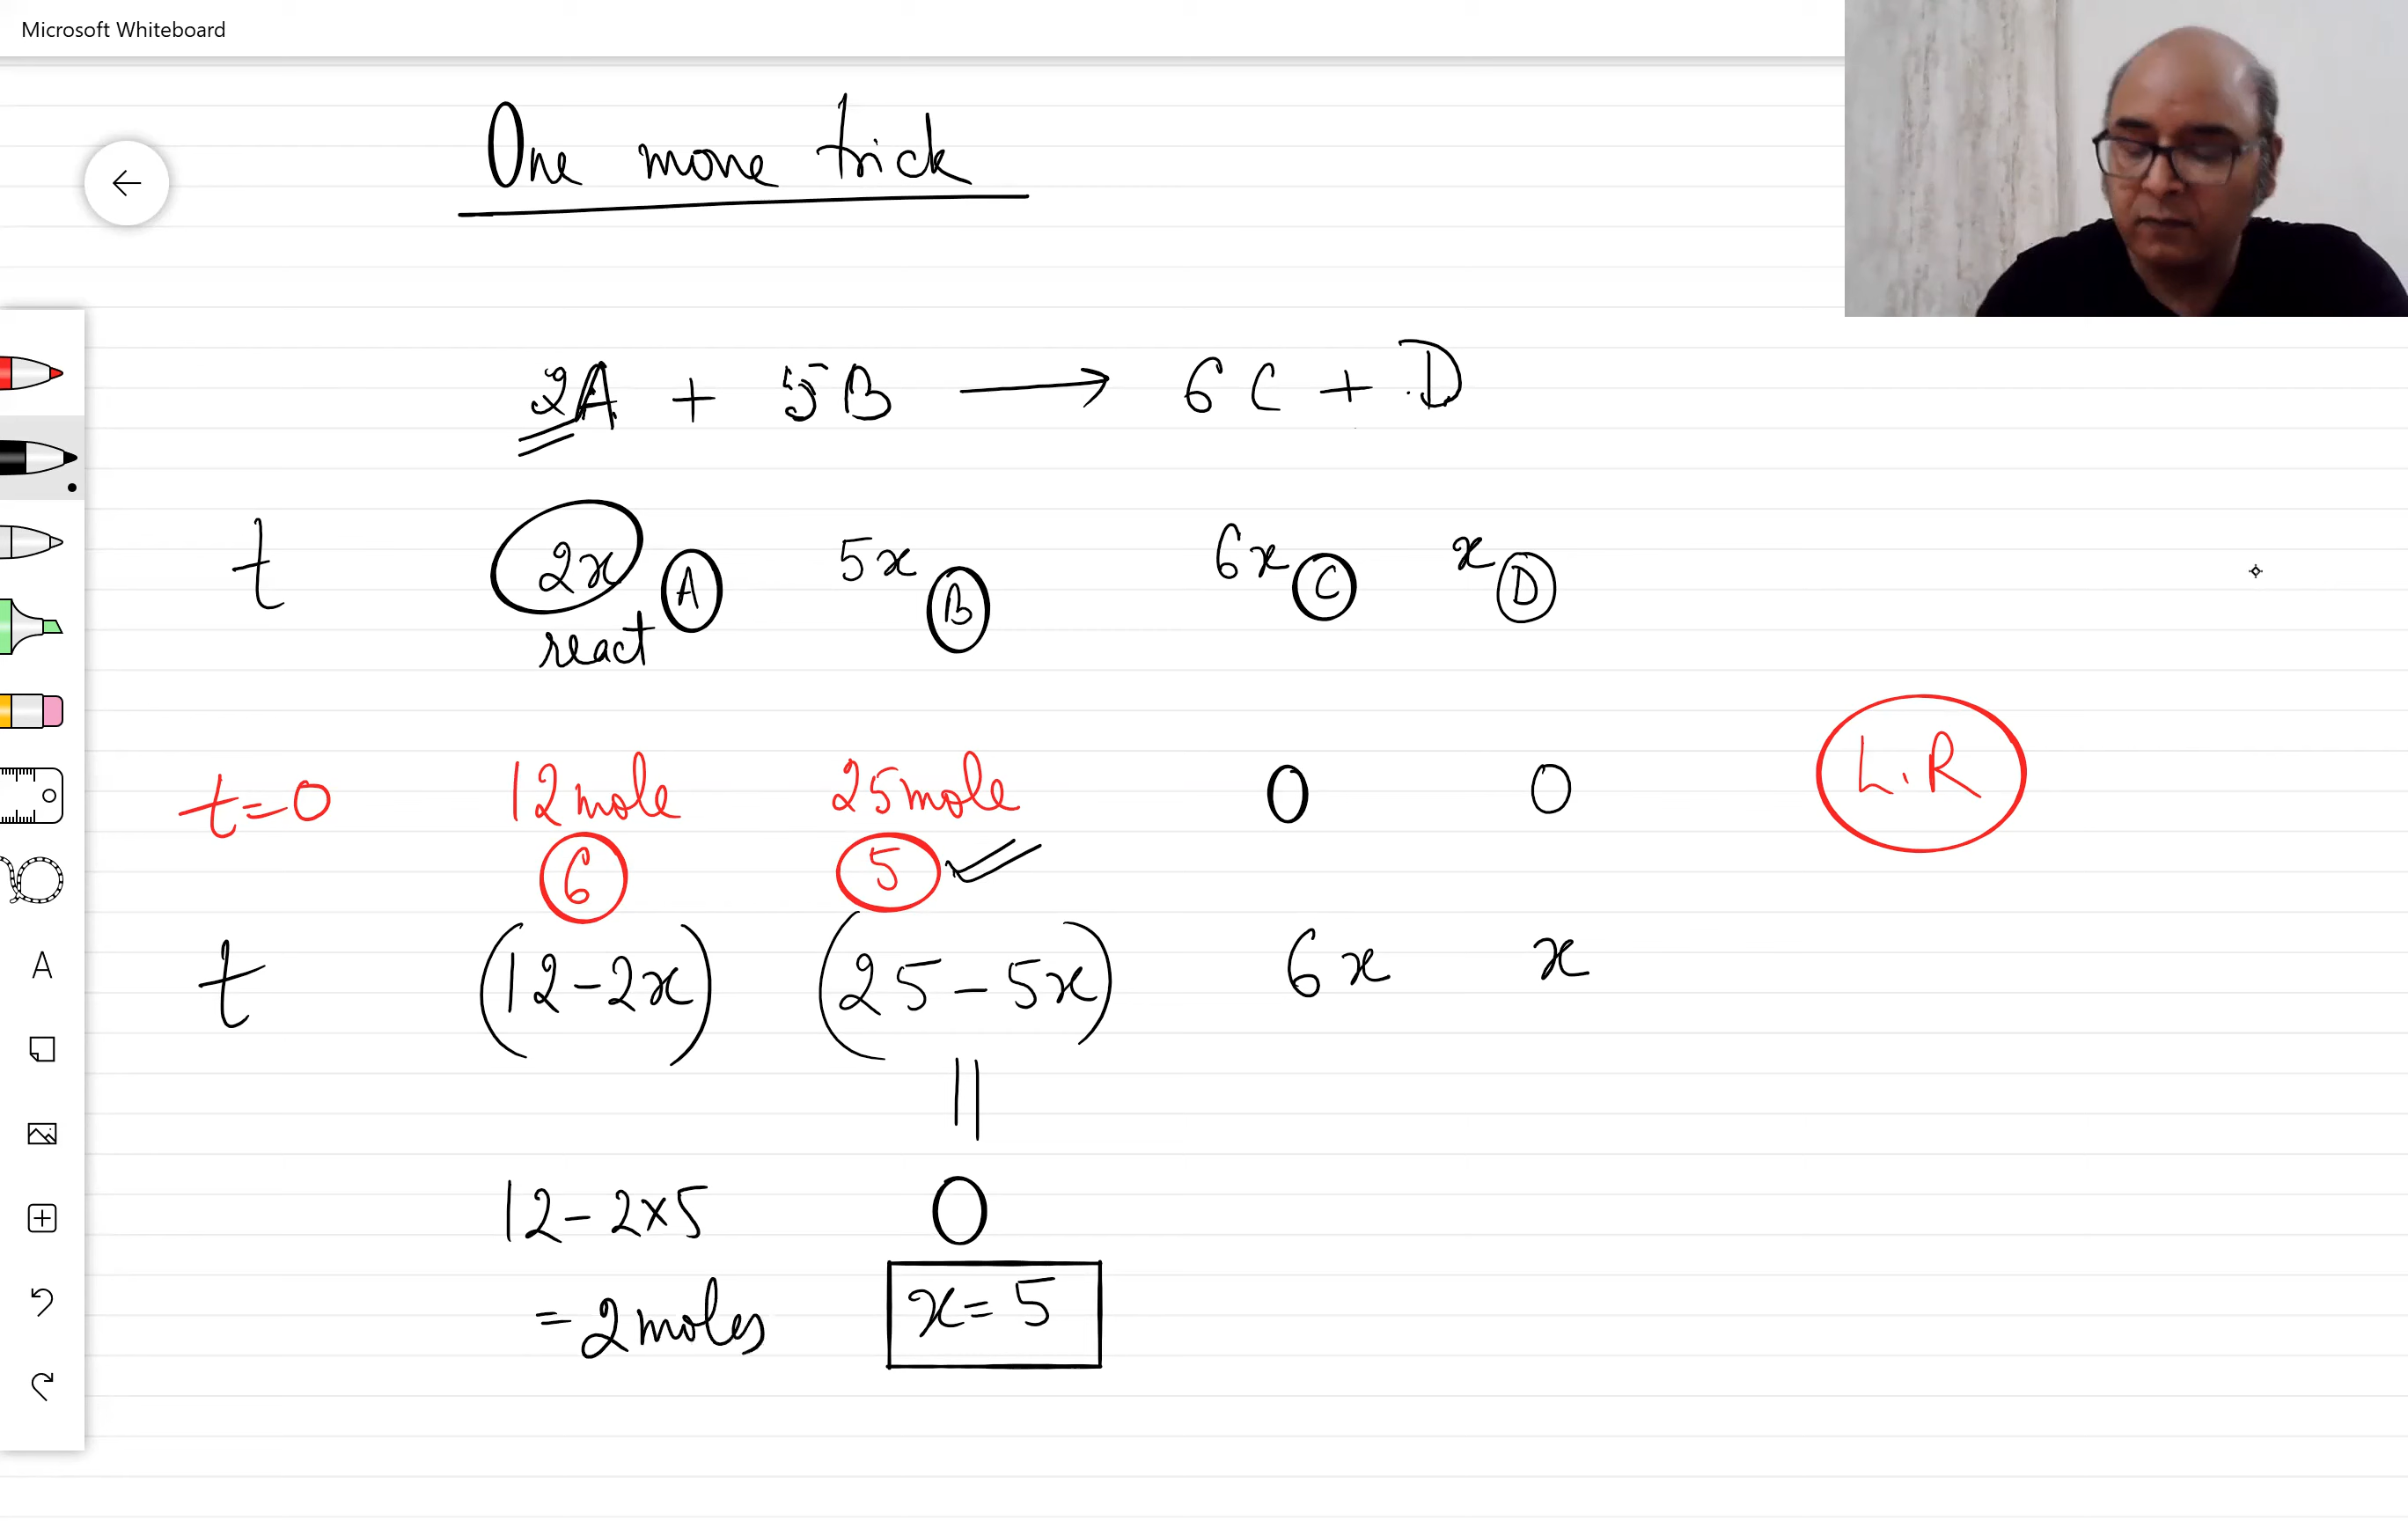 Microsoft Whiteboard
One more trick
2A + 5B → 6C + D
t 2x A 5x B 6x C x D
react
t=0 12 mole 25 mole 0 0 L.R
6 5 ✓
t (12-2x) (25-5x) 6x x
||
12-2×5 0
= 2 moles x = 5
A